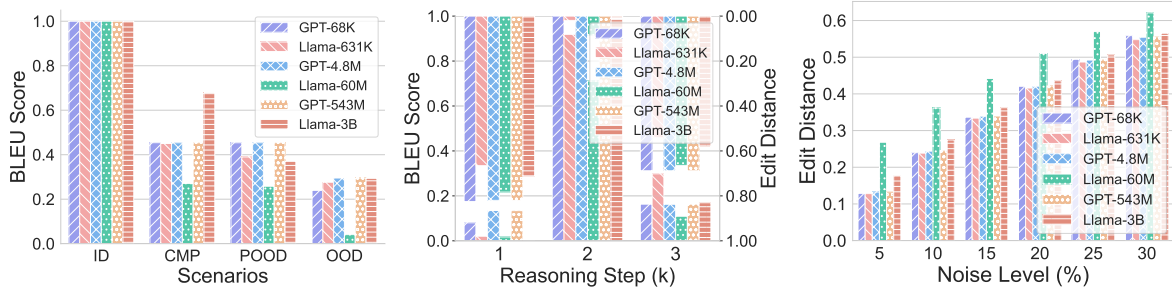 BLEU Score
1.0
0.8
0.6
0.4
0.2
0.0
ID
CMP
POOD
OOD
Scenarios
GPT-68K
Llama-631K
GPT-4.8M
Llama-60M
GPT-543M
Llama-3B
BLEU Score
1.0
0.8
0.6
0.4
0.2
0.0
1
2
3
Reasoning Step (k)
GPT-68K
Llama-631K
GPT-4.8M
Llama-60M
GPT-543M
Llama-3B
0.00
0.20
0.40
0.60
0.80
1.00
Edit Distance
Edit Distance
0.6
0.5
0.4
0.3
0.2
0.1
0.0
5
10
15
20
25
30
Noise Level (%)
GPT-68K
Llama-631K
GPT-4.8M
Llama-60M
GPT-543M
Llama-3B